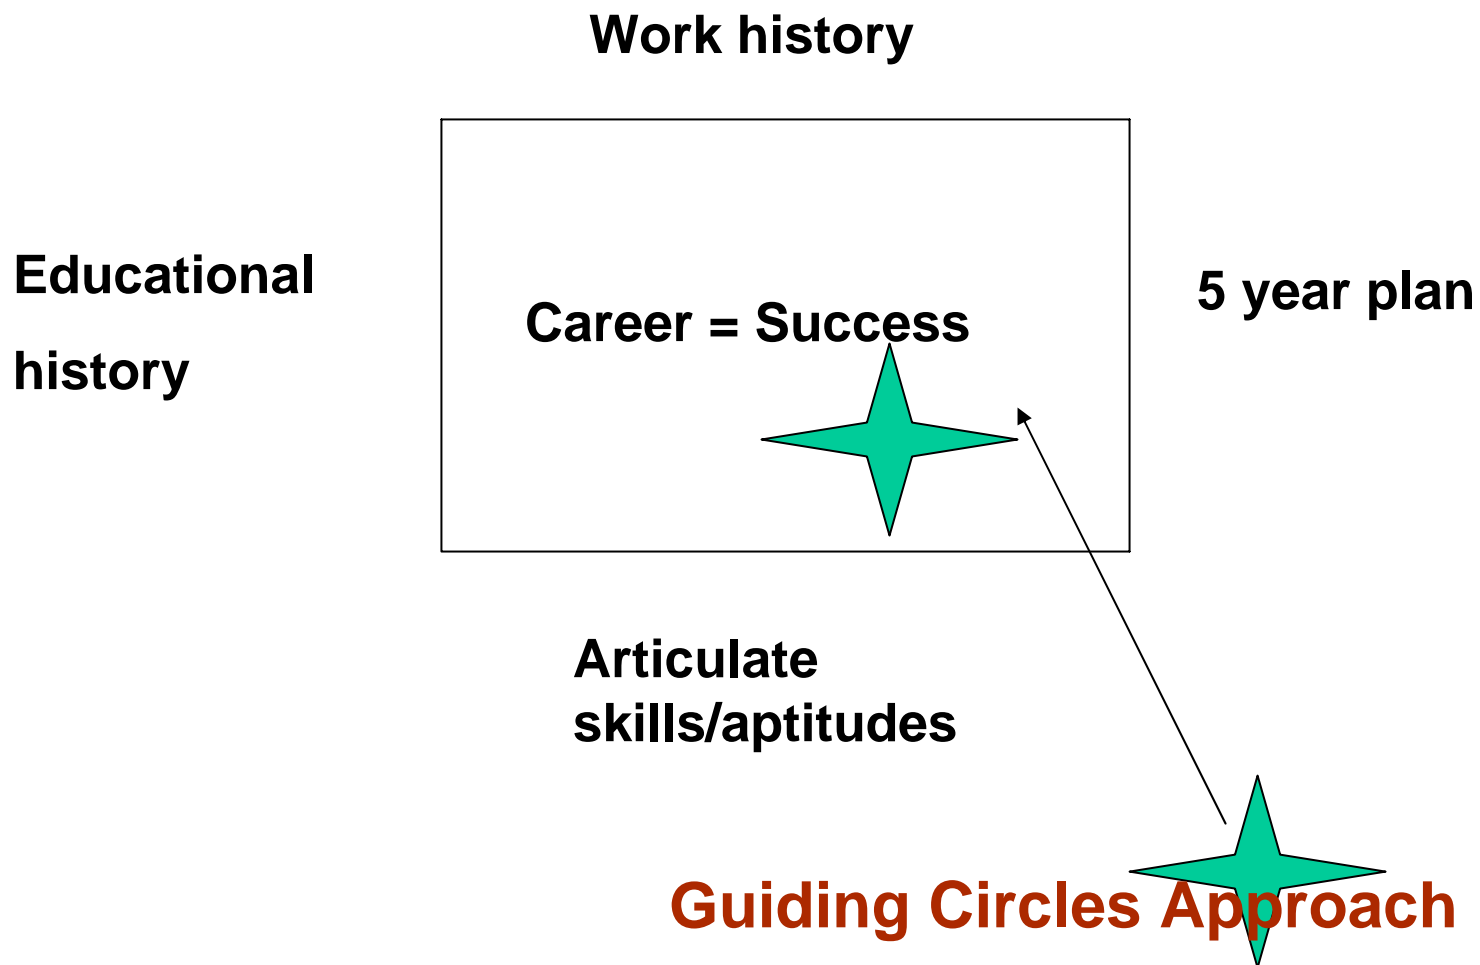 Work history
Educational
history
Career = Success
5 year plan
Articulate
skills/aptitudes
Guiding Circles Approach